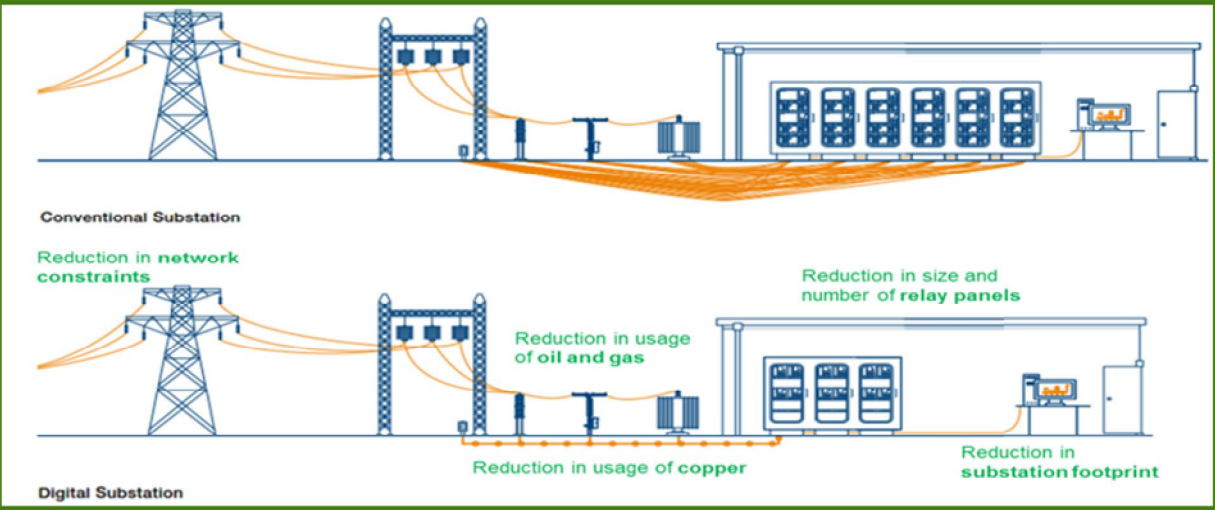 Conventional Substation
Reduction in network
constraints
Reduction in size and
number of relay panels
Reduction in usage
of oil and gas
Reduction in usage of copper
Reduction in
substation footprint
Digital Substation